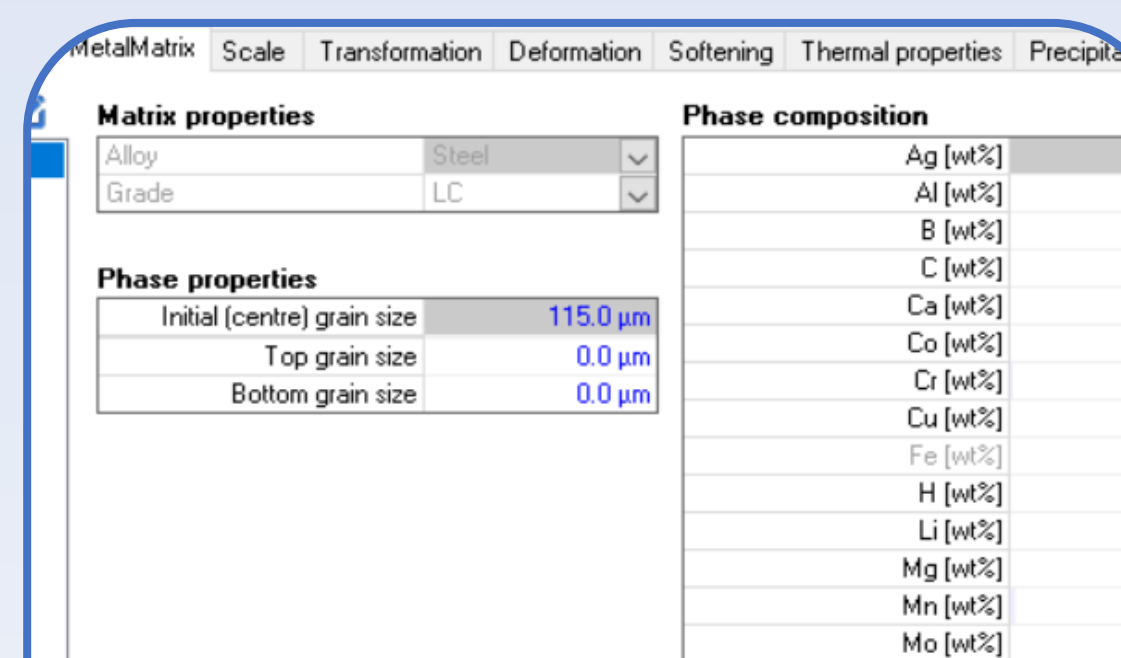 MetalMatrix Scale Transformation Deformation Softening Thermal properties
Matrix properties
Alloy Steel
Grade LC
Phase properties
Initial (centre) grain size 115.0 µm
Top grain size 0.0 µm
Bottom grain size 0.0 µm
Phase composition
Ag [wt%]
Al [wt%]
B [wt%]
C [wt%]
Ca [wt%]
Co [wt%]
Cr [wt%]
Cu [wt%]
Fe [wt%]
H [wt%]
Li [wt%]
Mg [wt%]
Mn [wt%]
Mo [wt%]